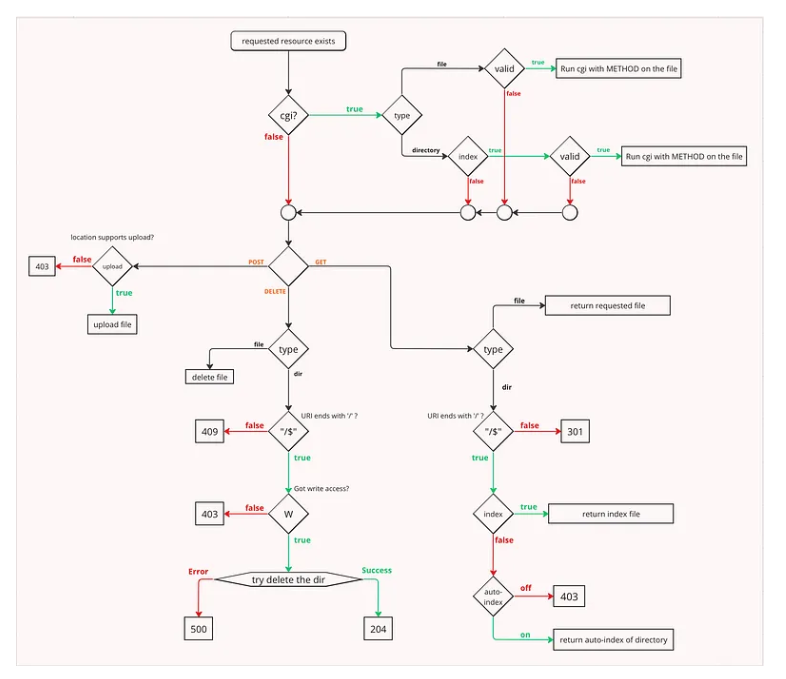 requested resource exists
file
valid
true
Run cgi with METHOD on the file
false
cgi?
true
type
false
directory
index
true
valid
true
Run cgi with METHOD on the file
false
false
location supports upload?
403
false
upload
POST
GET
true
DELETE
upload file
file
return requested file
file
type
type
delete file
dir
dir
URI ends with '/' ?
URI ends with '/' ?
409
false
"/$"
"/$"
false
301
true
true
Got write access?
403
false
W
index
true
return index file
true
false
Error
try delete the dir
Success
auto-
index
off
403
500
204
on
return auto-index of directory